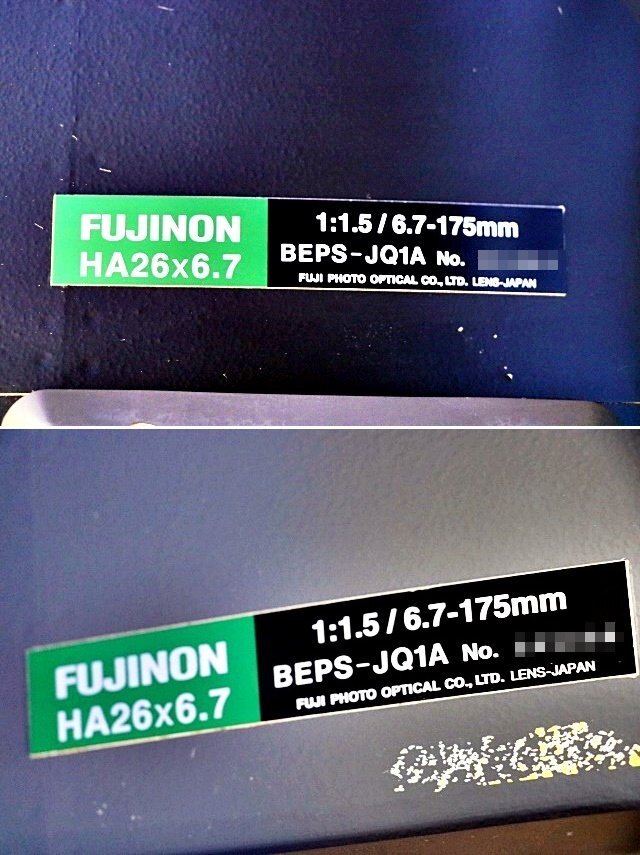 FUJINON
HA26x6.7
1:1.5 / 6.7-175mm
BEPS-JQ1A No.
FUJI PHOTO OPTICAL CO., LTD. LENS-JAPAN
FUJINON
HA26x6.7
1:1.5 / 6.7-175mm
BEPS-JQ1A No.
FUJI PHOTO OPTICAL CO., LTD. LENS-JAPAN